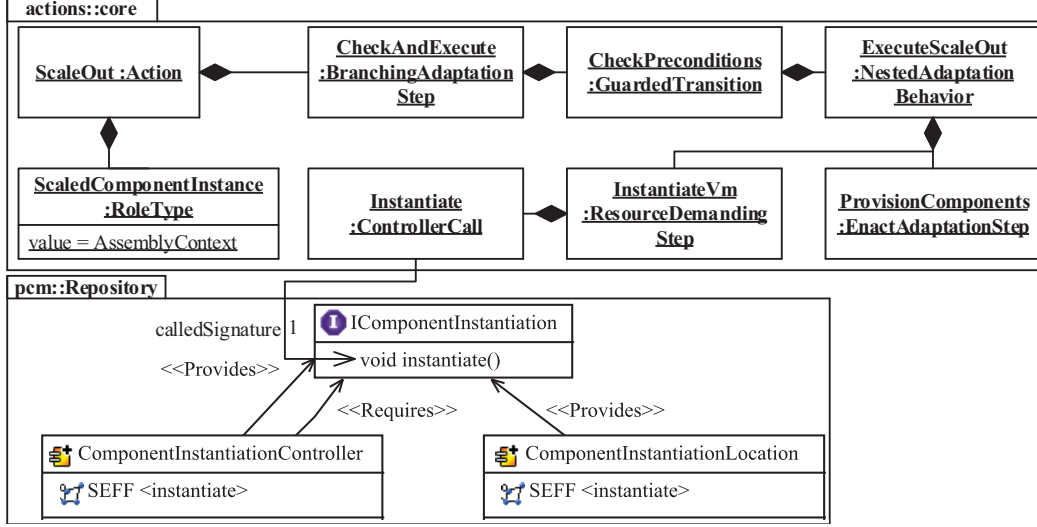 actions::core
ScaleOut :Action
CheckAndExecute
:BranchingAdaptation
Step
CheckPreconditions
:GuardedTransition
ExecuteScaleOut
:NestedAdaptation
Behavior
ScaledComponentInstance
:RoleType
value = AssemblyContext
Instantiate
:ControllerCall
InstantiateVm
:ResourceDemanding
Step
ProvisionComponents
:EnactAdaptationStep
pcm::Repository
calledSignature 1
I IComponentInstantiation
void instantiate()
<<Provides>>
<<Requires>>
<<Provides>>
ComponentInstantiationController
SEFF <instantiate>
ComponentInstantiationLocation
SEFF <instantiate>